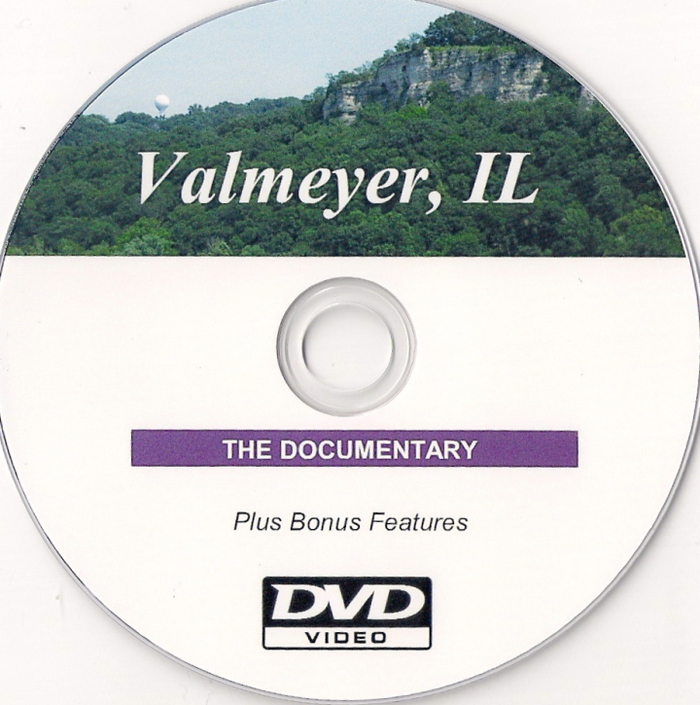 Valmeyer, IL
THE DOCUMENTARY
Plus Bonus Features
DVD
VIDEO